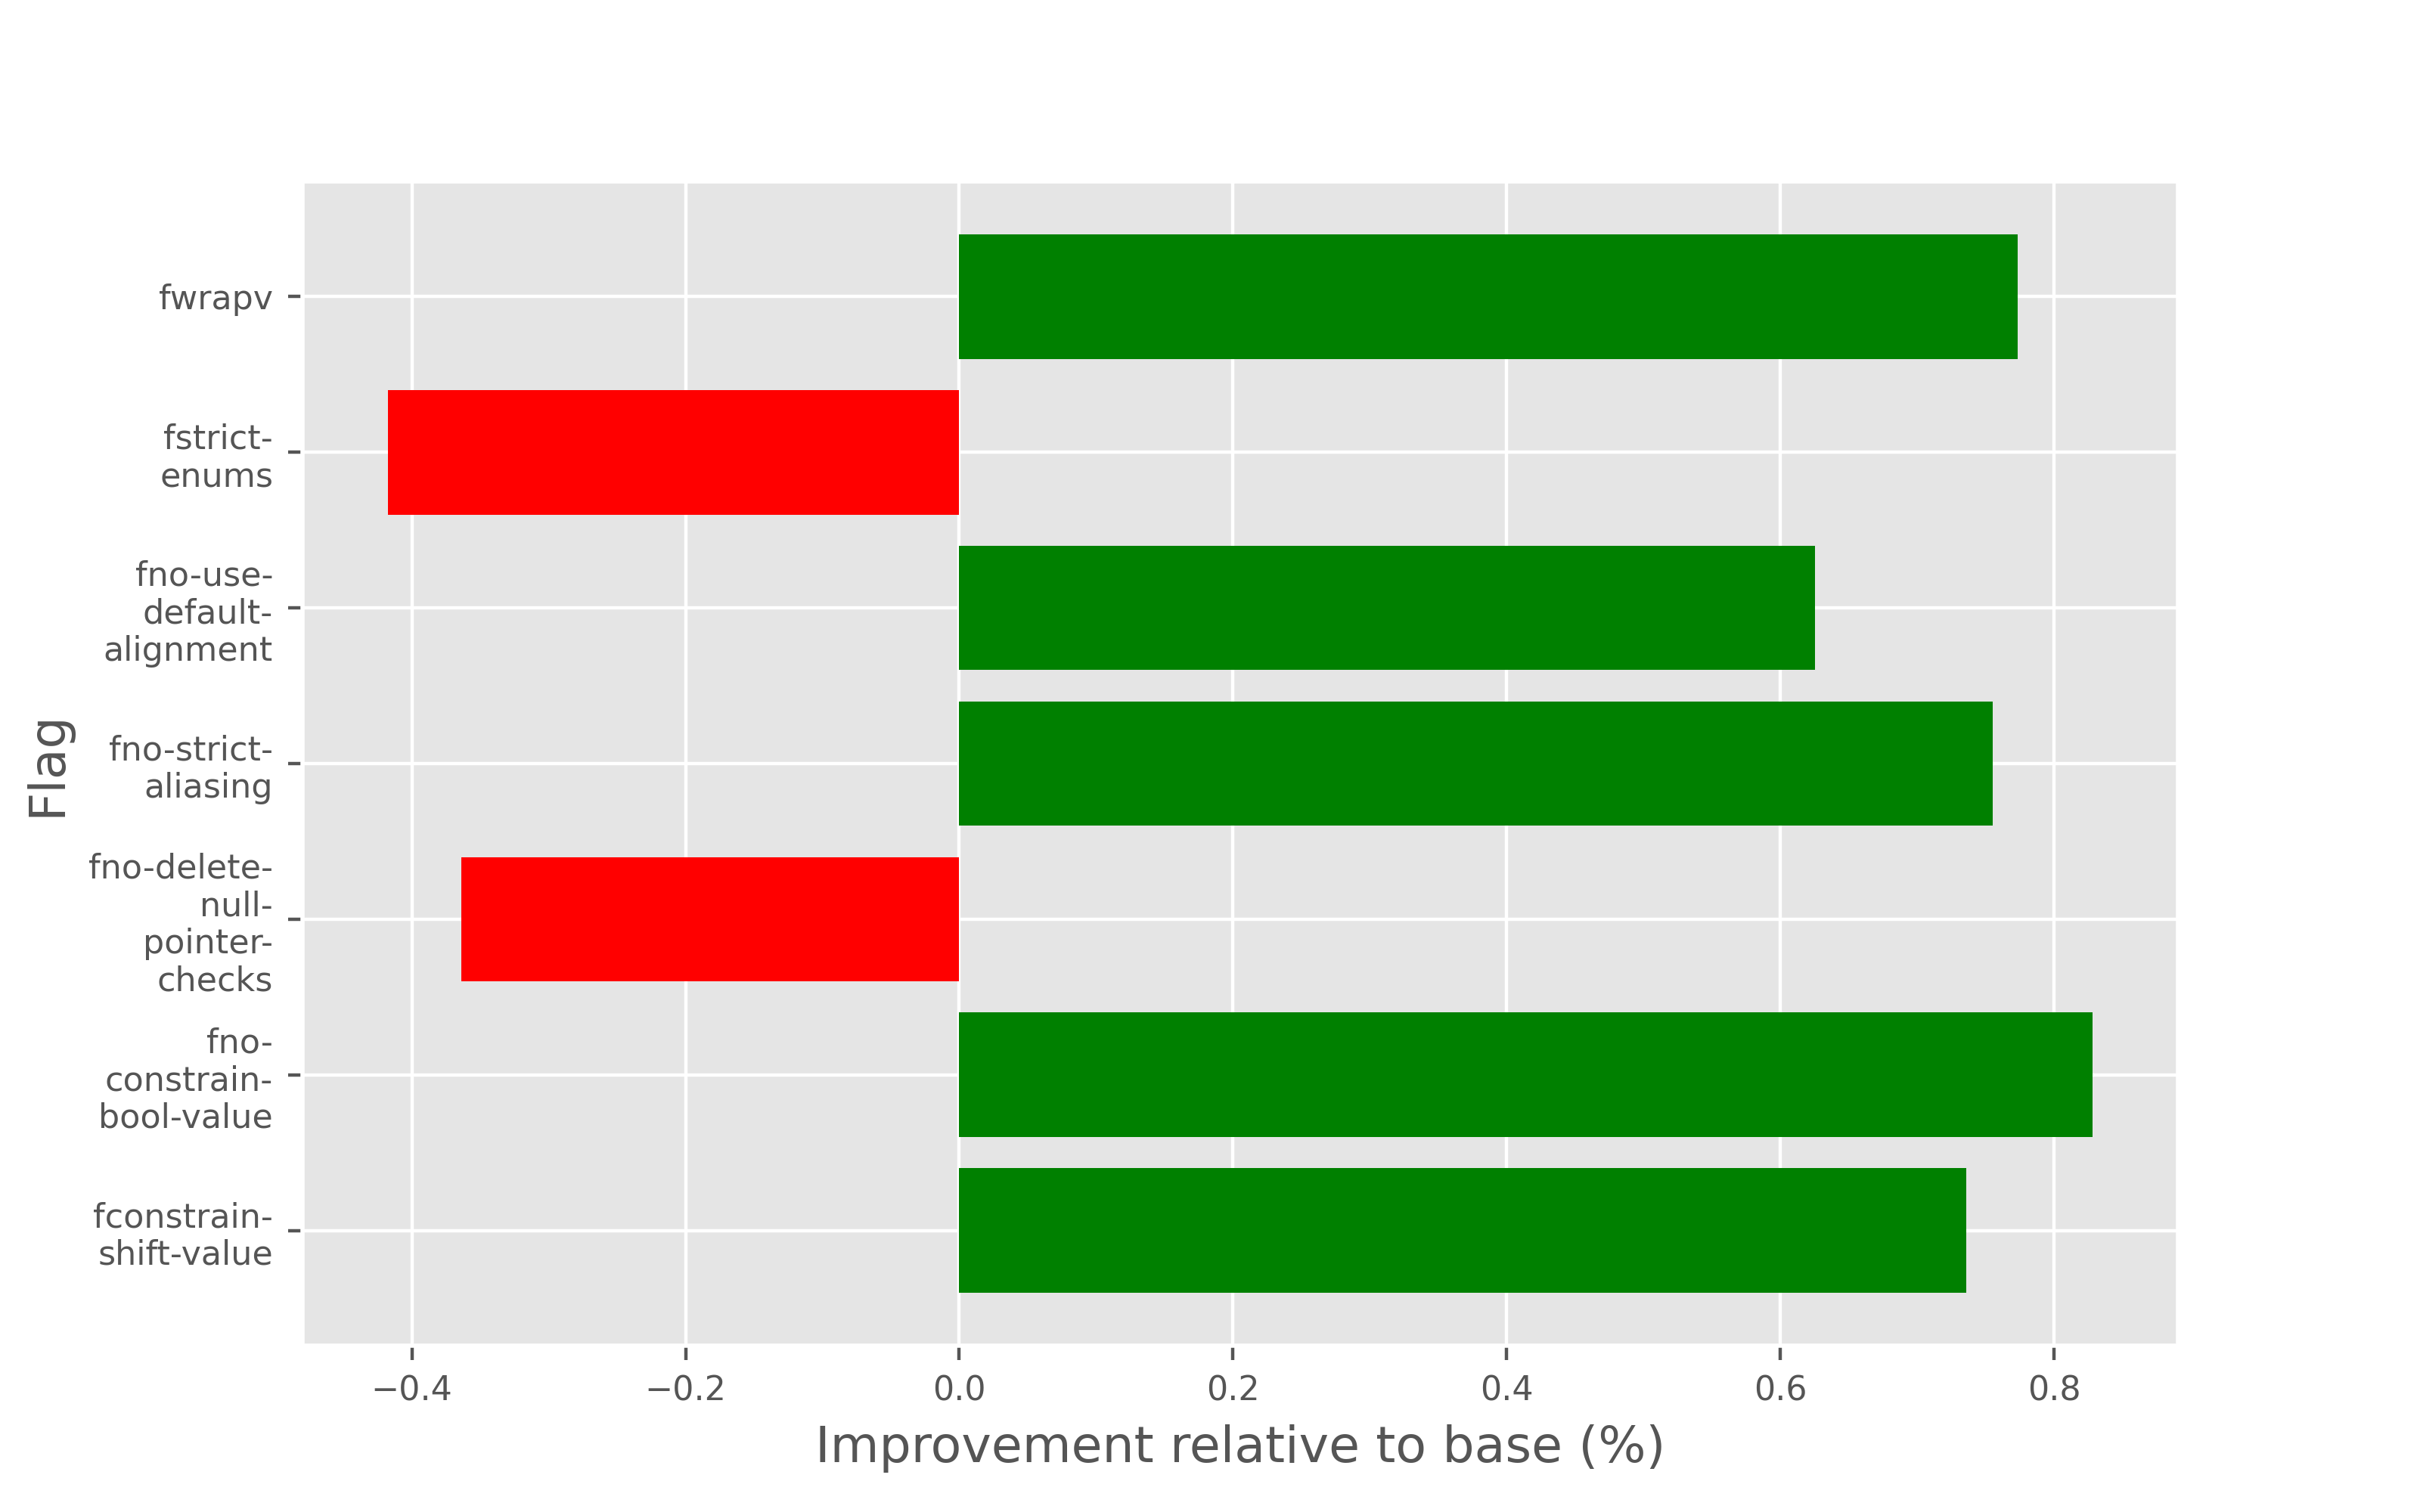 fwrapv
fstrict-
enums
fno-use-
default-
alignment
fno-strict-
aliasing
fno-delete-
null-
pointer-
checks
fno-
constrain-
bool-value
fconstrain-
shift-value
Flag
−0.4 −0.2 0.0 0.2 0.4 0.6 0.8
Improvement relative to base (%)